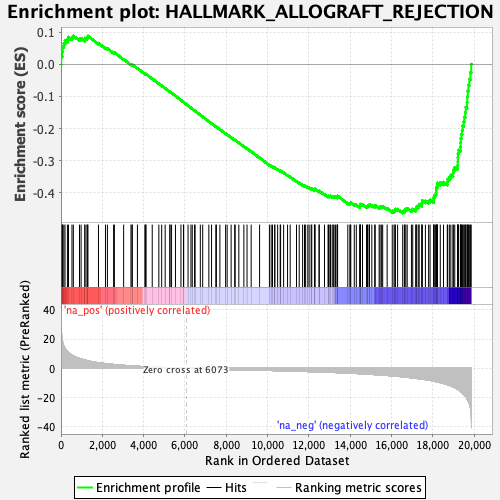 Enrichment plot: HALLMARK_ALLOGRAFT_REJECTION
Enrichment score (ES)
0.1
0.0
-0.1
-0.2
-0.3
-0.4
Ranked list metric (PreRanked)
40
20
0
-20
-40
'na_pos' (positively correlated)
Zero cross at 6073
'na_neg' (negatively correlated)
0
2,000
4,000
6,000
8,000
10,000
12,000
14,000
16,000
18,000
20,000
Rank in Ordered Dataset
Enrichment profile
Hits
Ranking metric scores